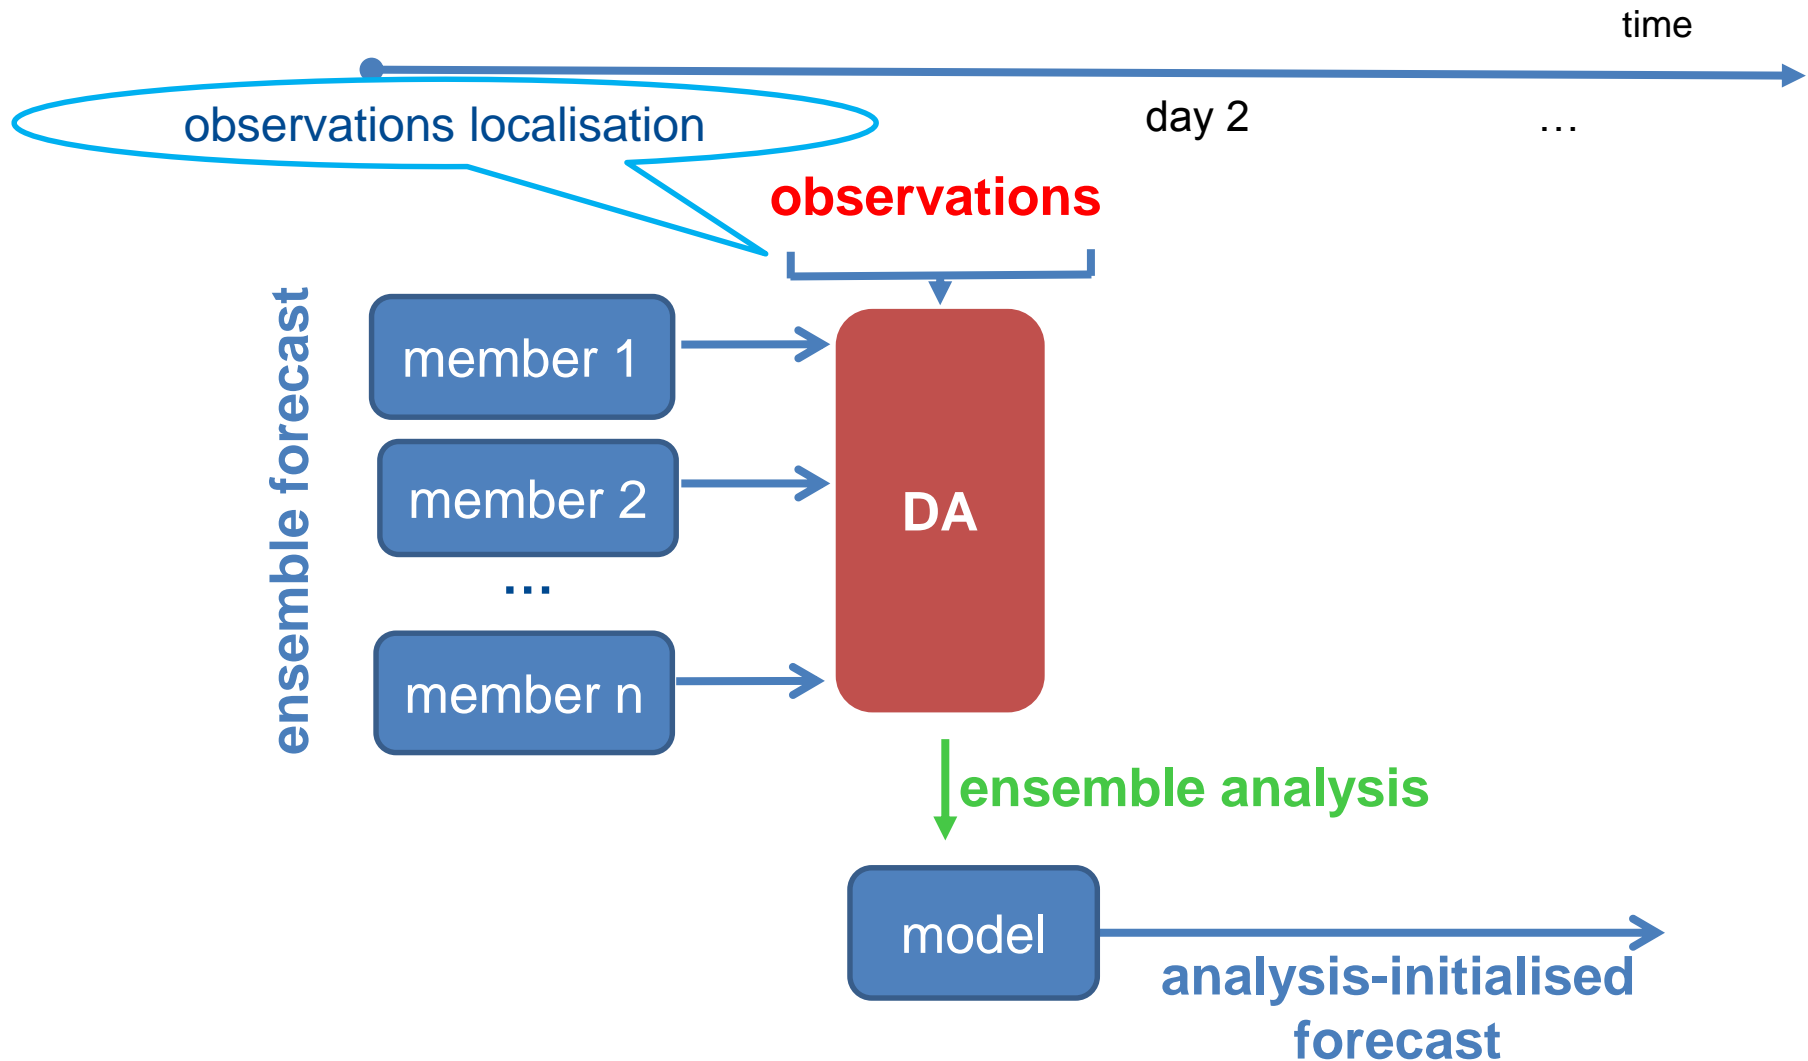 time
observations localisation
day 2
...
observations
ensemble forecast
member 1
member 2
...
member n
DA
ensemble analysis
model
analysis-initialised
forecast